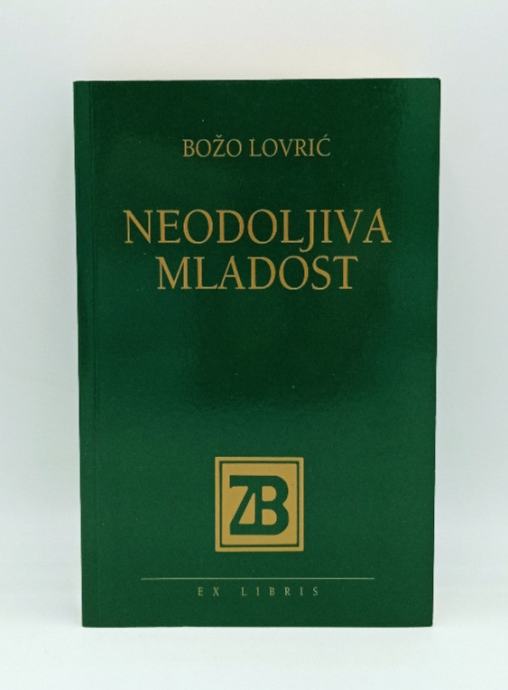 BOŽO LOVRIĆ
NEODOLJIVA
MLADOST
ZB
EX LIBRIS